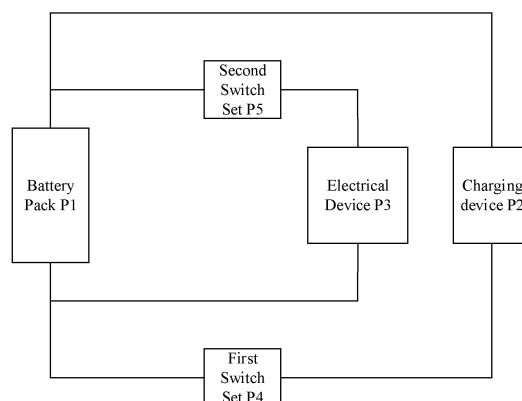 Second
Switch
Set P5
Battery
Pack P1
Electrical
Device P3
Charging
device P2
First
Switch
Set P4